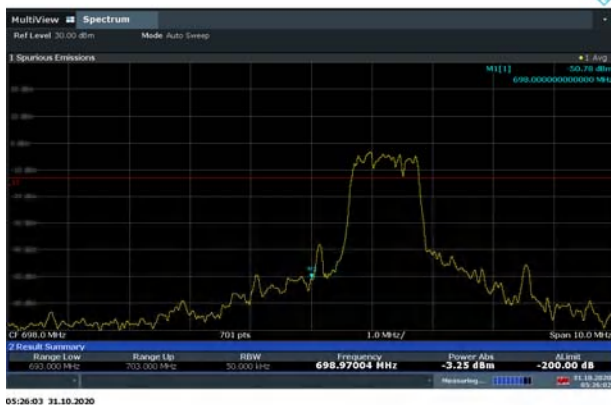 MultiView Spectrum
Ref Level 30.00 dBm Mode Auto Sweep
1 Spurious Emissions 1 Avg
M1[1] -50.78 dBm
698.000000000000 MHz
M1
CF 698.0 MHz 701 pts 1.0 MHz/ Span 10.0 MHz
2 Result Summary
Range Low Range Up RBW Frequency Power Abs ΔLimit
693.000 MHz 703.000 MHz 50.000 kHz 698.97004 MHz -3.25 dBm -200.00 dB
Measuring... 31.10.2020
05:26:02
05:26:03 31.10.2020